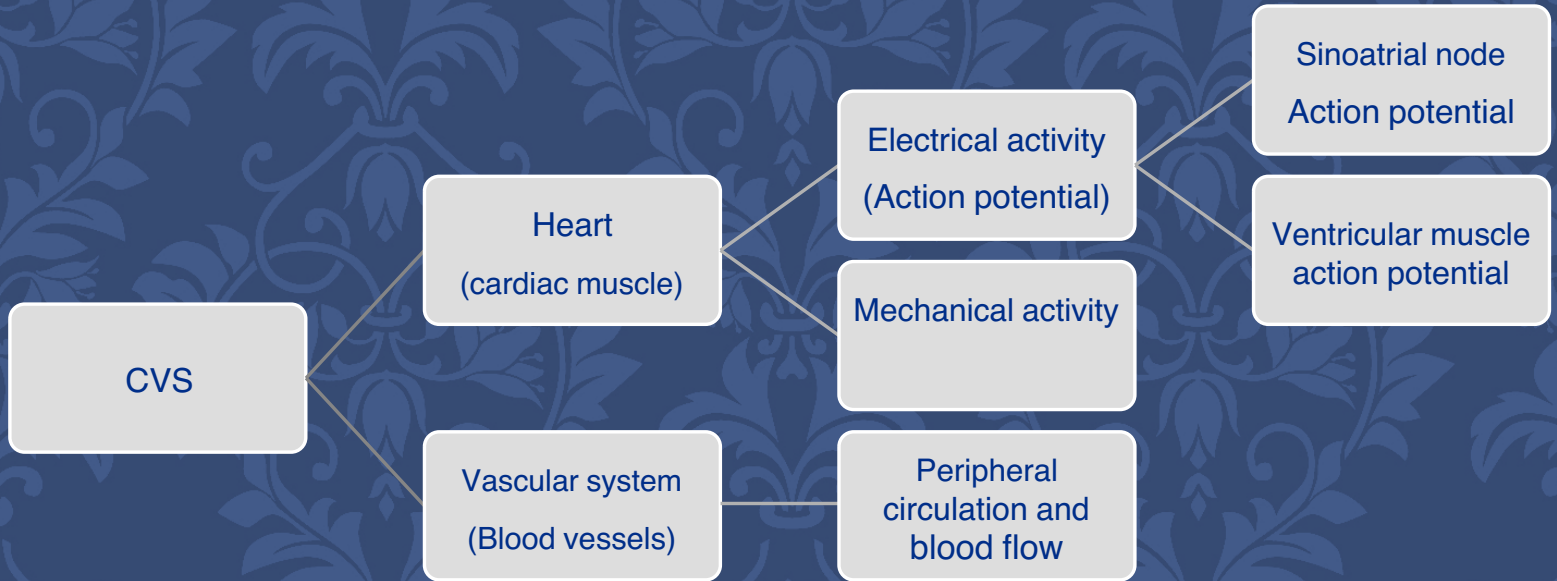 CVS
Heart
(cardiac muscle)
Vascular system
(Blood vessels)
Electrical activity
(Action potential)
Mechanical activity
Peripheral
circulation and
blood flow
Sinoatrial node
Action potential
Ventricular muscle
action potential